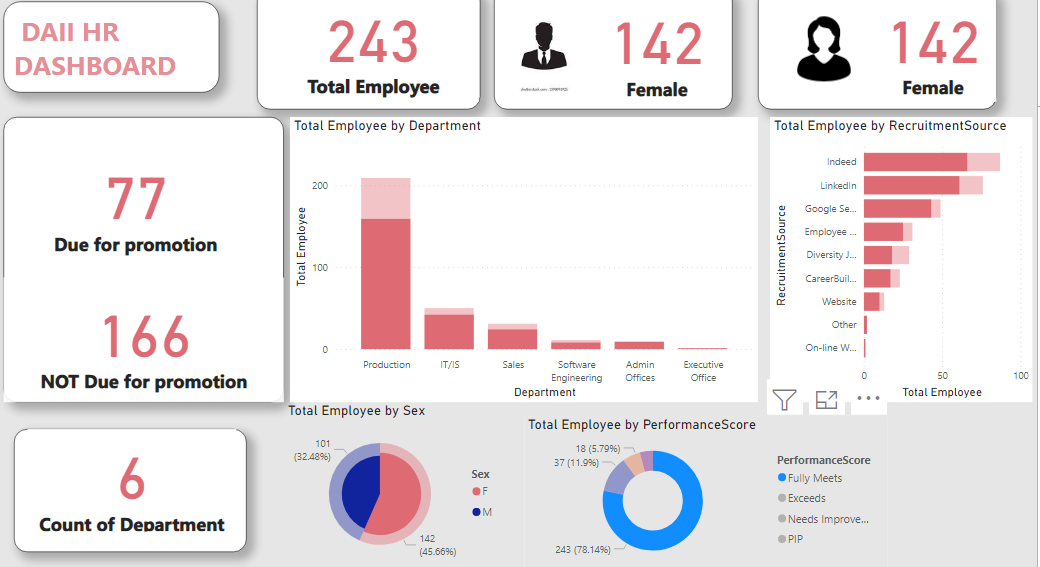 DAII HR
DASHBOARD
243
Total Employee
142
Female
142
Female
77
Due for promotion
166
NOT Due for promotion
6
Count of Department
Total Employee by Department
Total Employee
200
100
0
Production
IT/IS
Sales
Software
Engineering
Admin
Offices
Executive
Office
Department
Total Employee by RecruitmentSource
RecruitmentSource
Indeed
LinkedIn
Google Se...
Employee ...
Diversity J...
CareerBuil...
Website
Other
On-line W...
0
50
100
Total Employee
Total Employee by Sex
101
(32.48%)
142
(45.66%)
Sex
F
M
Total Employee by PerformanceScore
18 (5.79%)
37 (11.9%)
243 (78.14%)
PerformanceScore
Fully Meets
Exceeds
Needs Improve...
PIP